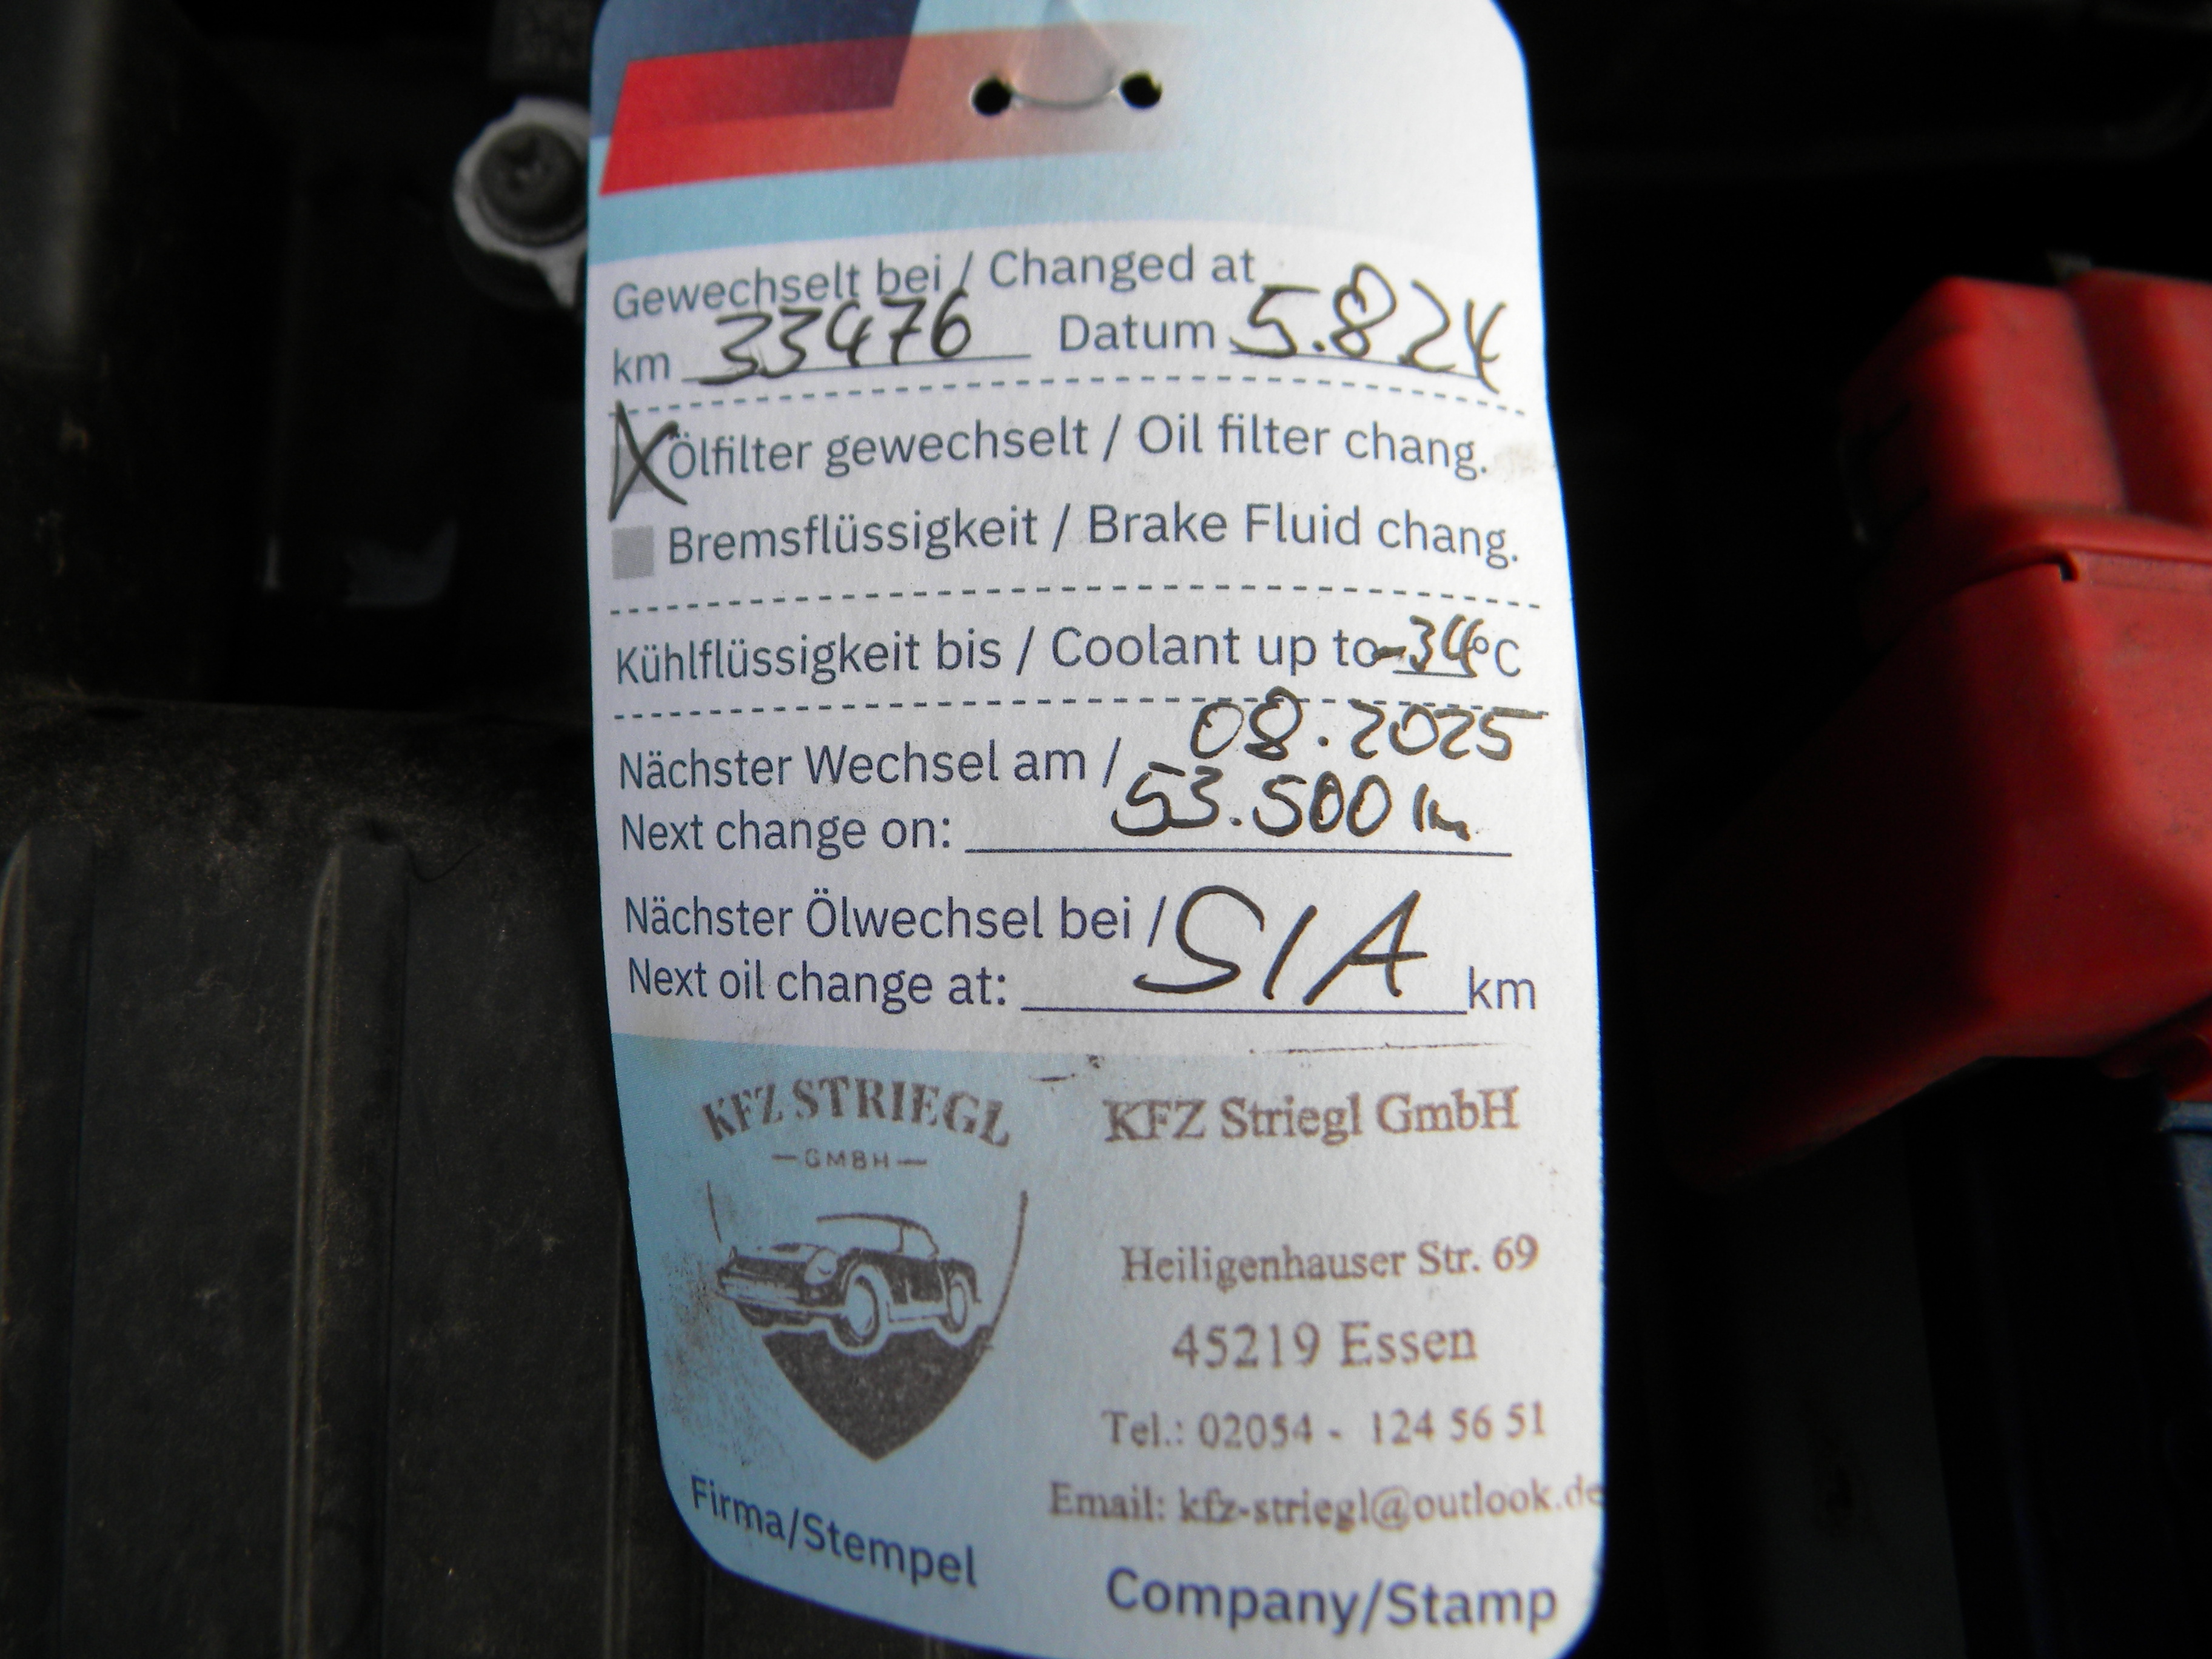 Gewechselt bei / Changed at
km 33476 Datum 5.8 24
X Ölfilter gewechselt / Oil filter chang.
Bremsflüssigkeit / Brake Fluid chang.
Kühlflüssigkeit bis / Coolant up to -34°C
08.2025
Nächster Wechsel am / 53.500 km
Next change on:
Nächster Ölwechsel bei / SIA
Next oil change at: km
KFZ STRIEGL
—GMBH—
KFZ Striegl GmbH
Heiligenhauser Str. 69
45219 Essen
Tel.: 02054 - 124 56 51
Email: kfz-striegl@outlook.de
Firma/Stempel
Company/Stamp